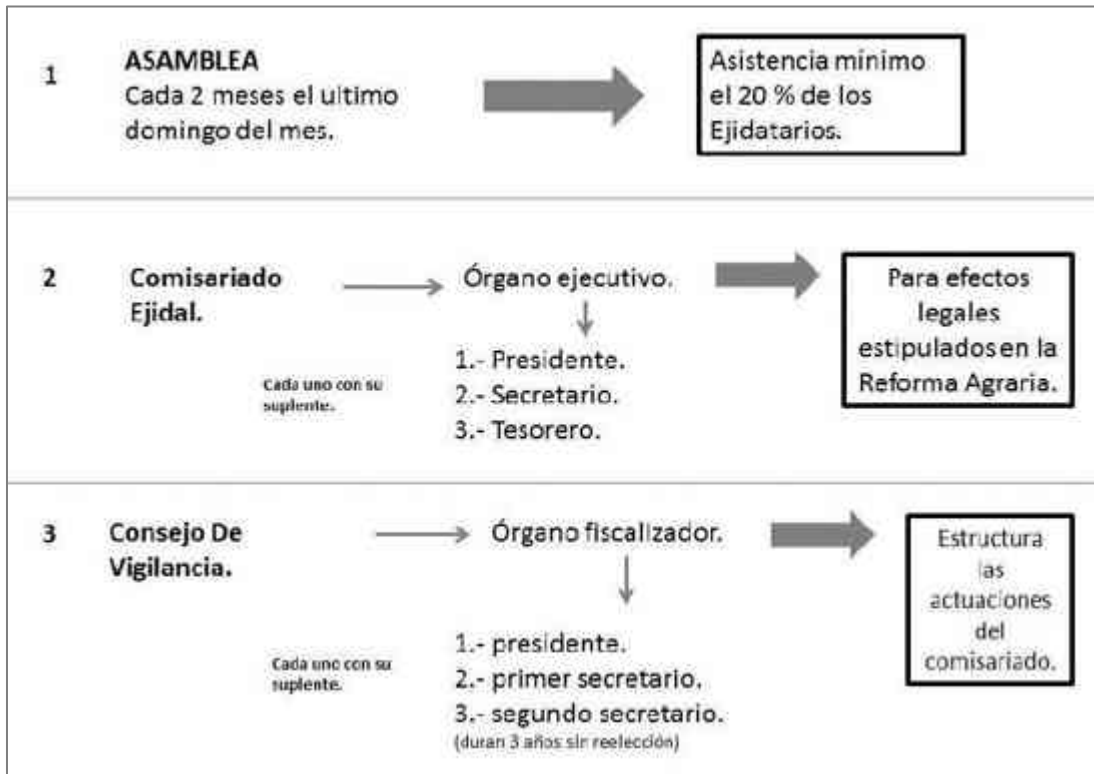 1
ASAMBLEA
Cada 2 meses el ultimo
domingo del mes.
Asistencia minimo
el 20 % de los
Ejidatarios.
2
Comisariado
Ejidal.
Órgano ejecutivo.
1.- Presidente.
2.- Secretario.
3.- Tesorero.
Cada uno con su
suplente.
Para efectos
legales
estipulados en la
Reforma Agraria.
3
Consejo De
Vigilancia.
Órgano fiscalizador.
1.- presidente.
2.- primer secretario.
3.- segundo secretario.
(duran 3 años sin reelección)
Cada uno con su
suplente.
Estructura
las
actuaciones
del
comisariado.